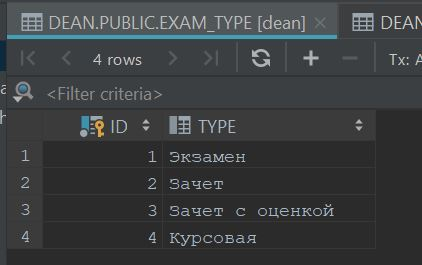 DEAN.PUBLIC.EXAM_TYPE [dean]
DEAN
4 rows
Tx: A
<Filter criteria>
ID TYPE
1 1 Экзамен
2 2 Зачет
3 3 Зачет с оценкой
4 4 Курсовая